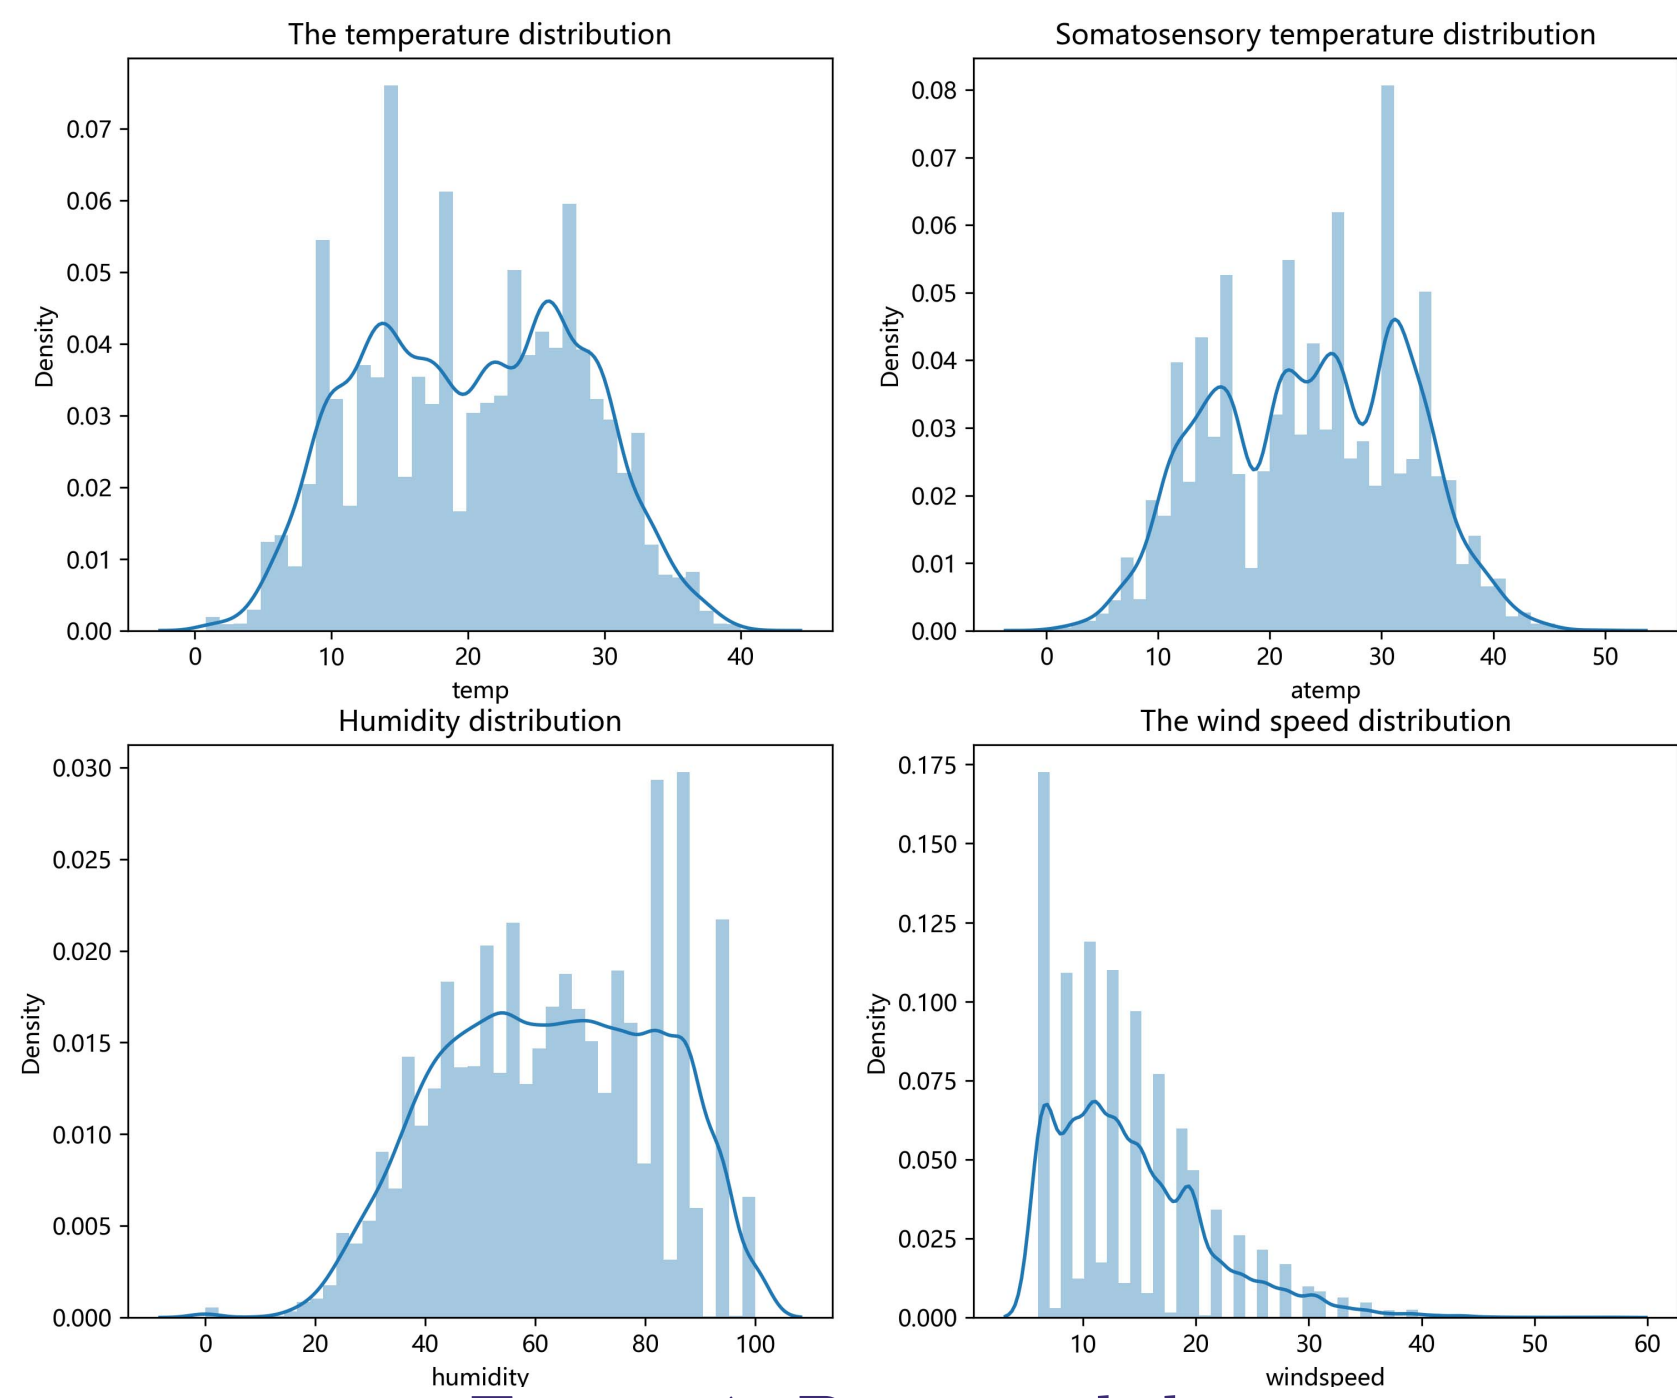 The temperature distribution
0.07
0.06
0.05
0.04
0.03
0.02
0.01
0.00
Density
0 10 20 30 40
temp
Somatosensory temperature distribution
0.08
0.07
0.06
0.05
0.04
0.03
0.02
0.01
0.00
Density
0 10 20 30 40 50
atemp
Humidity distribution
0.030
0.025
0.020
0.015
0.010
0.005
0.000
Density
0 20 40 60 80 100
humidity
The wind speed distribution
0.175
0.150
0.125
0.100
0.075
0.050
0.025
0.000
Density
10 20 30 40 50 60
windspeed